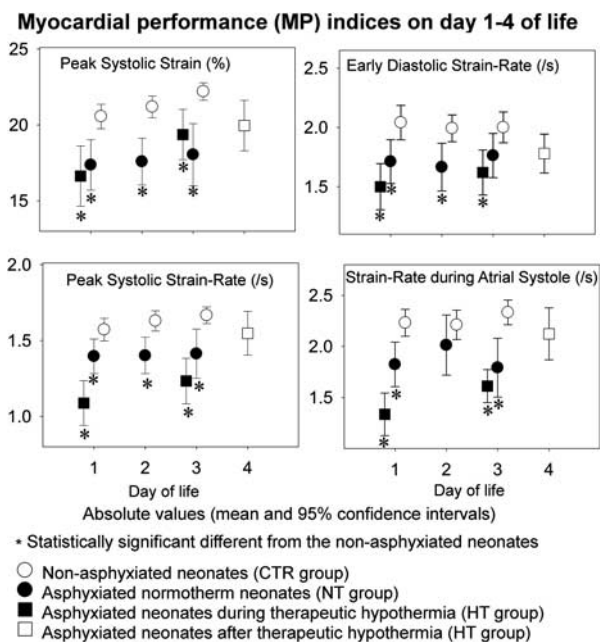 Myocardial performance (MP) indices on day 1-4 of life
Peak Systolic Strain (%)
25
20
15
* * * * *
Early Diastolic Strain-Rate (/s)
2.5
2.0
1.5
* * * *
Peak Systolic Strain-Rate (/s)
2.0
1.5
1.0
* * * * *
1 2 3 4
Day of life
Strain-Rate during Atrial Systole (/s)
2.5
2.0
1.5
* * * *
1 2 3 4
Day of life
Absolute values (mean and 95% confidence intervals)
* Statistically significant different from the non-asphyxiated neonates
Non-asphyxiated neonates (CTR group)
Asphyxiated normotherm neonates (NT group)
Asphyxiated neonates during therapeutic hypothermia (HT group)
Asphyxiated neonates after therapeutic hypothermia (HT group)